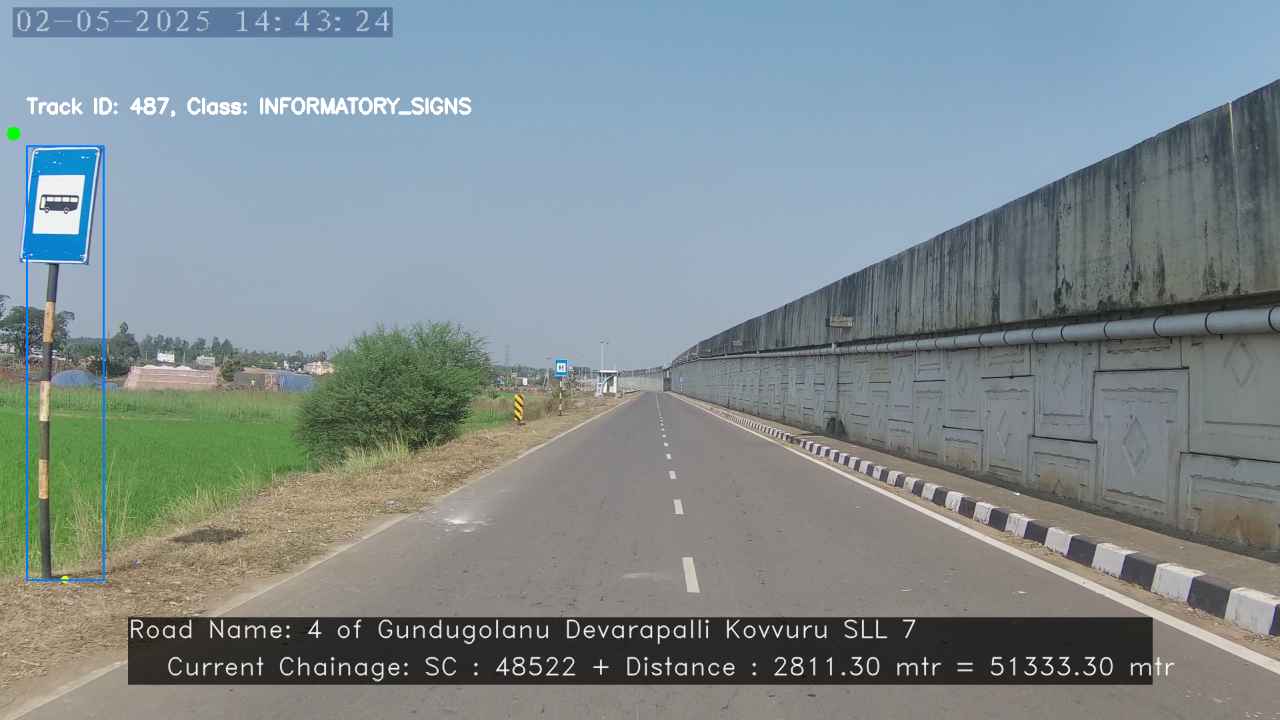 02-05-2025 14:43:24
Track ID: 487, Class: INFORMATORY_SIGNS
Road Name: 4 of Gundugolanu Devarapalli Kovvuru SLL 7
Current Chainage: SC : 48522 + Distance : 2811.30 mtr = 51333.30 mtr